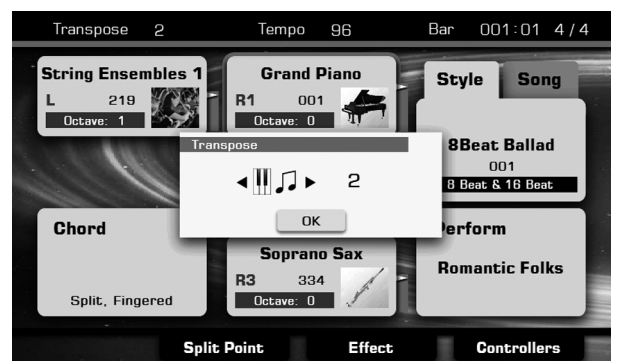 Transpose 2 Tempo 96 Bar 001:01 4/4
String Ensembles 1
L 219
Octave: 1
Grand Piano
R1 001
Octave: 0
Style Song
8Beat Ballad
001
8 Beat & 16 Beat
Transpose
2
OK
Chord
Split, Fingered
Soprano Sax
R3 334
Octave: 0
Perform
Romantic Folks
Split Point Effect Controllers